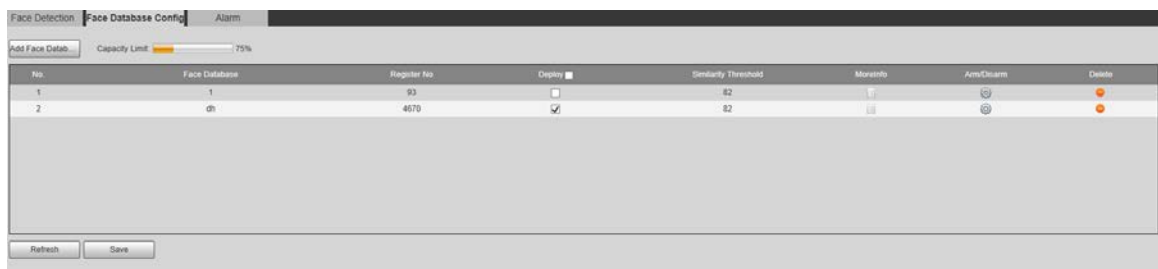 Face Detection Face Database Config Alarm
Add Face Datab... Capacity Limit: 75%
No. Face Database Register No. Deploy Similarity Threshold MoreInfo Arm/Disarm Delete
1 1 93 82
2 dh 4670 82
Refresh Save